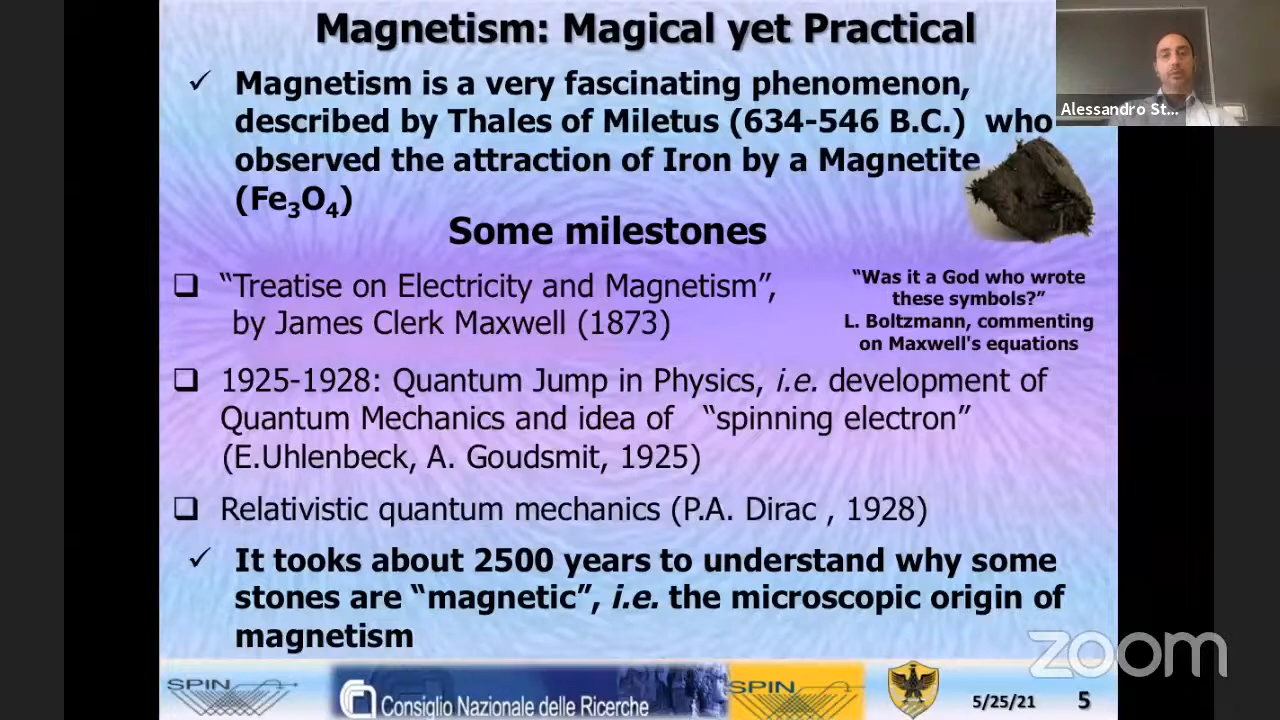 Magnetism: Magical yet Practical
Alessandro St...
✓ Magnetism is a very fascinating phenomenon,
described by Thales of Miletus (634-546 B.C.) who
observed the attraction of Iron by a Magnetite
(Fe₃O₄)
Some milestones
❑ “Treatise on Electricity and Magnetism”,
by James Clerk Maxwell (1873)
“Was it a God who wrote
these symbols?”
L. Boltzmann, commenting
on Maxwell's equations
❑ 1925-1928: Quantum Jump in Physics, i.e. development of
Quantum Mechanics and idea of “spinning electron”
(E.Uhlenbeck, A. Goudsmit, 1925)
❑ Relativistic quantum mechanics (P.A. Dirac , 1928)
✓ It tooks about 2500 years to understand why some
stones are “magnetic”, i.e. the microscopic origin of
magnetism
zoom
SPIN
Consiglio Nazionale delle Ricerche
SPIN
5/25/21
5